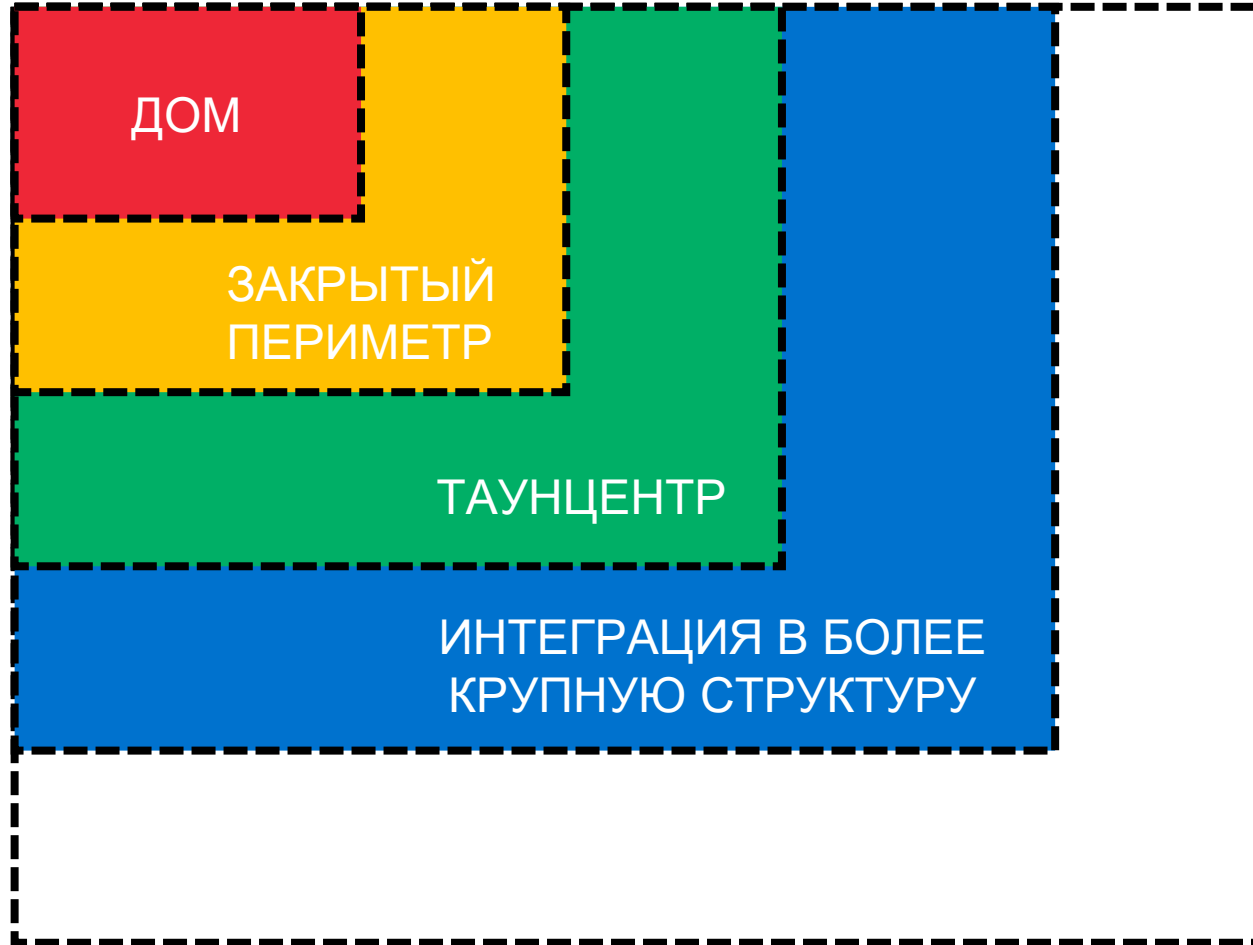 ДОМ
ЗАКРЫТЫЙ
ПЕРИМЕТР
ТАУНЦЕНТР
ИНТЕГРАЦИЯ В БОЛЕЕ
КРУПНУЮ СТРУКТУРУ